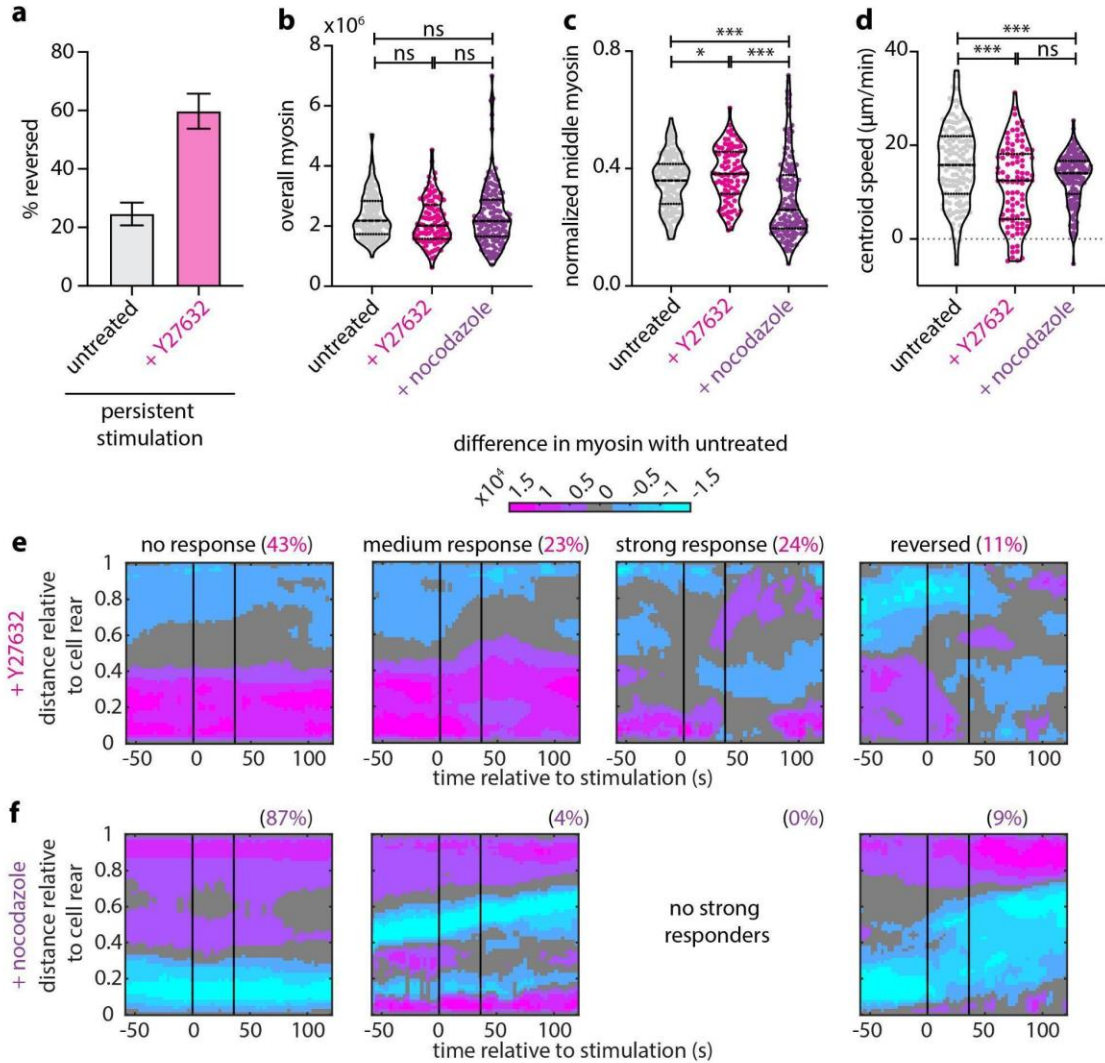 a
% reversed
80
60
40
20
0
untreated
+ Y27632
persistent
stimulation
b
x10⁶
overall myosin
8
6
4
2
0
ns
ns
ns
untreated
+ Y27632
+ nocodazole
c
normalized middle myosin
0.8
0.4
0.0
***
*
***
untreated
+ Y27632
+ nocodazole
d
centroid speed (μm/min)
40
20
0
***
***
ns
untreated
+ Y27632
+ nocodazole
difference in myosin with untreated
x10⁴
1.5
1
0.5
0
-0.5
-1
-1.5
e
no response (43%)
medium response (23%)
strong response (24%)
reversed (11%)
+ Y27632
distance relative
to cell rear
1
0.8
0.6
0.4
0.2
0
-50 0 50 100
-50 0 50 100
-50 0 50 100
-50 0 50 100
time relative to stimulation (s)
f
(87%)
(4%)
(0%)
(9%)
+ nocodazole
distance relative
to cell rear
1
0.8
0.6
0.4
0.2
0
no strong
responders
-50 0 50 100
-50 0 50 100
-50 0 50 100
time relative to stimulation (s)